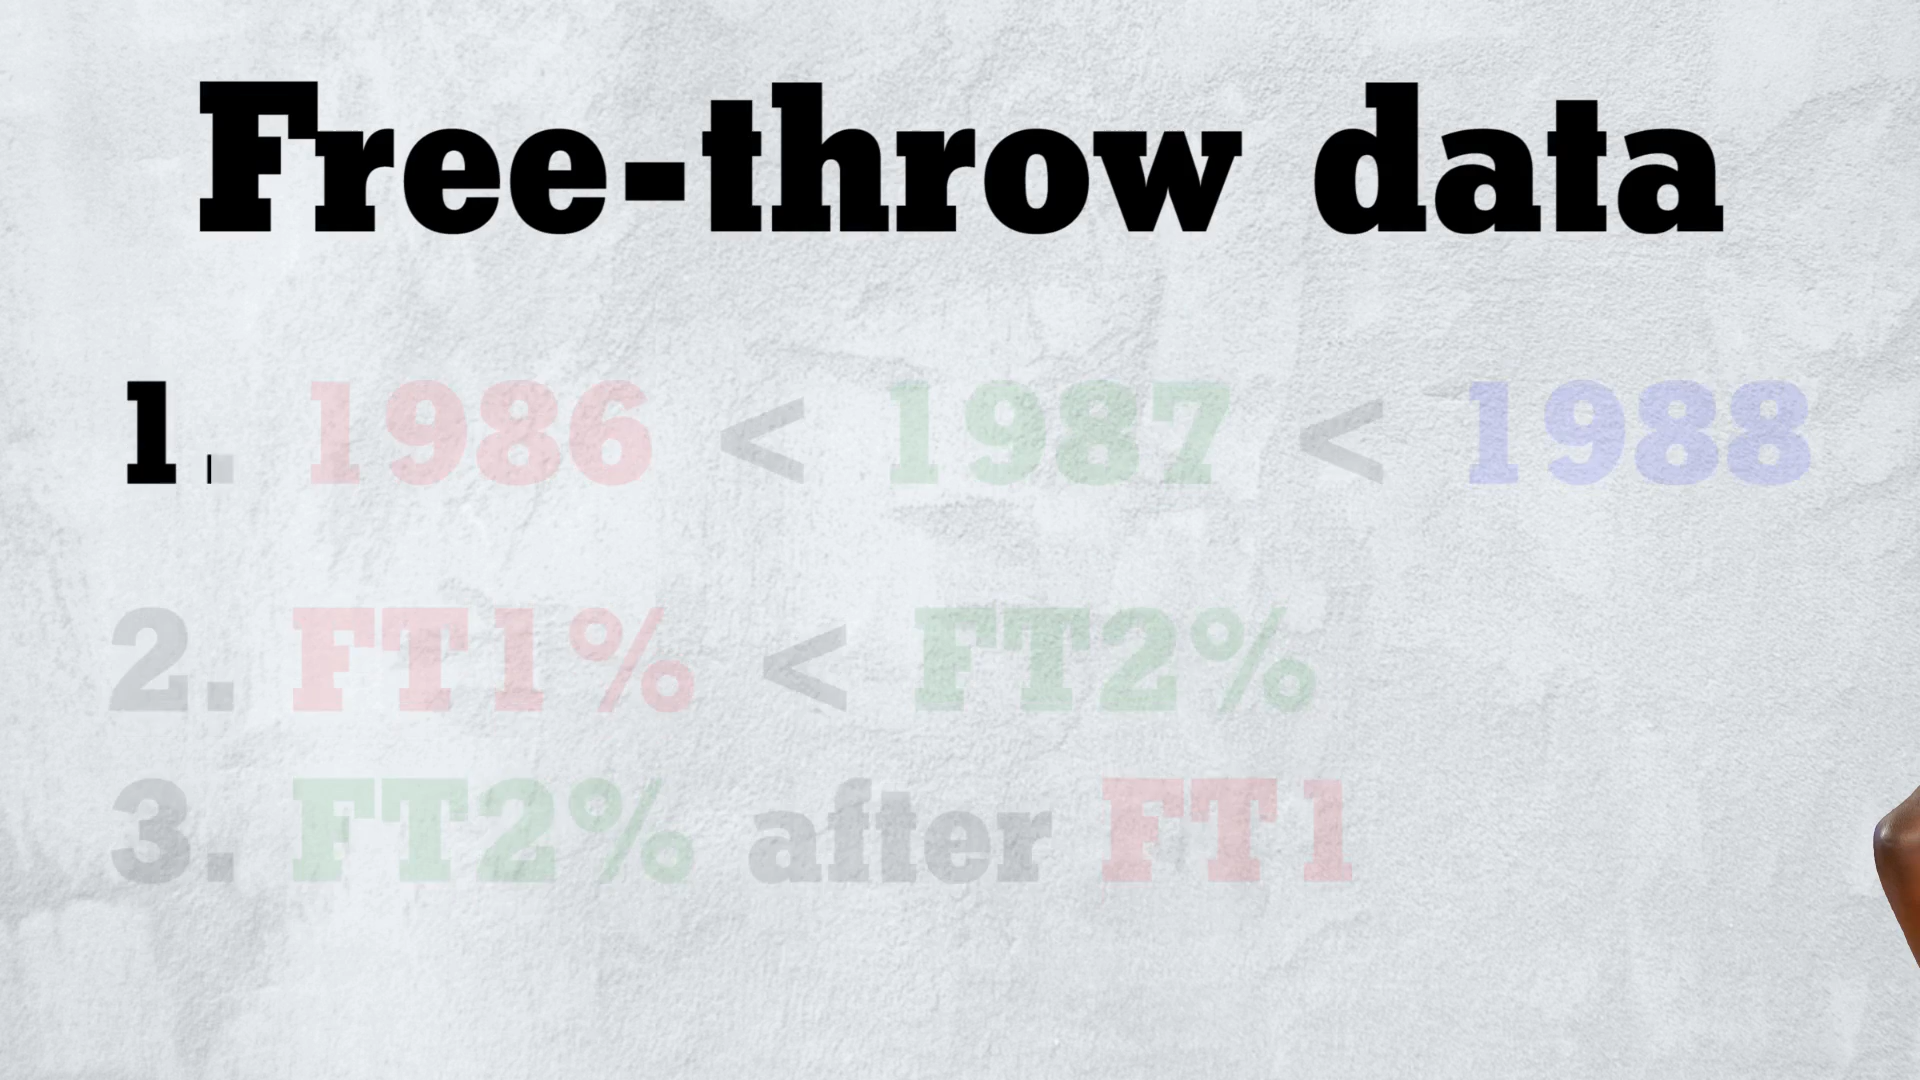 Free-throw data
1. 1986 < 1987 < 1988
2. FT1% < FT2%
3. FT2% after FT1